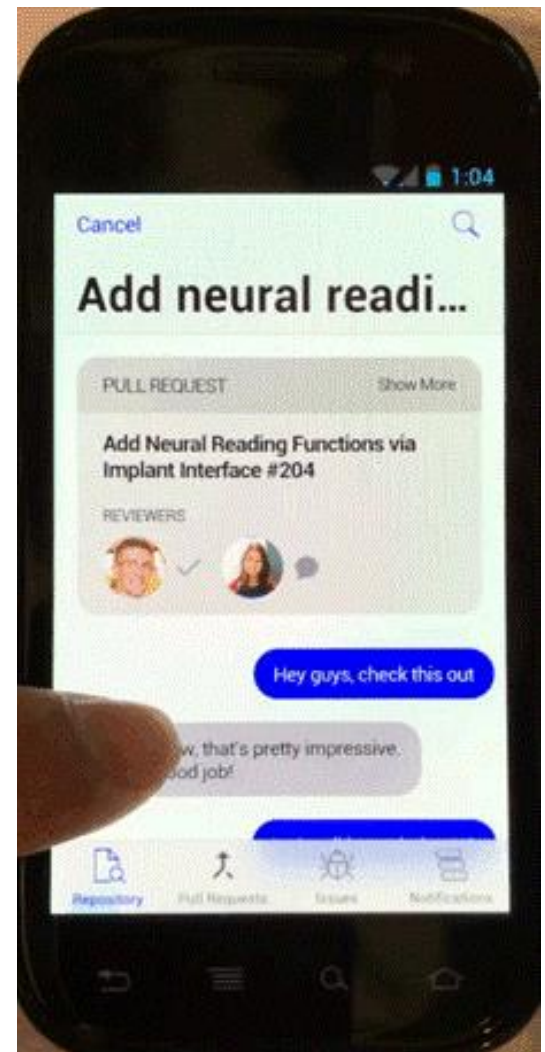 1:04
Cancel
Add neural readi...
PULL REQUEST Show More
Add Neural Reading Functions via
Implant Interface #204
REVIEWERS
Hey guys, check this out
that's pretty impressive.
job!
Repository Pull Requests Issues Notifications